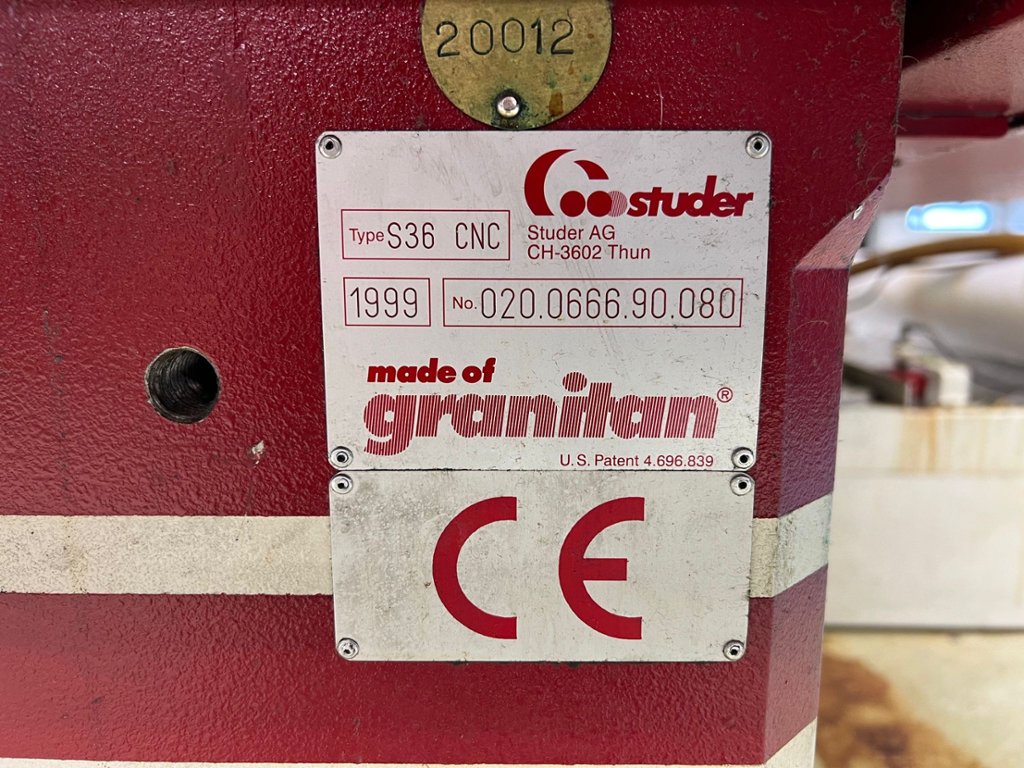 20012
studer
Type S36 CNC
Studer AG
CH-3602 Thun
1999
No. 020.0666.90.080
made of
granitan®
U.S. Patent 4.696.839
CE